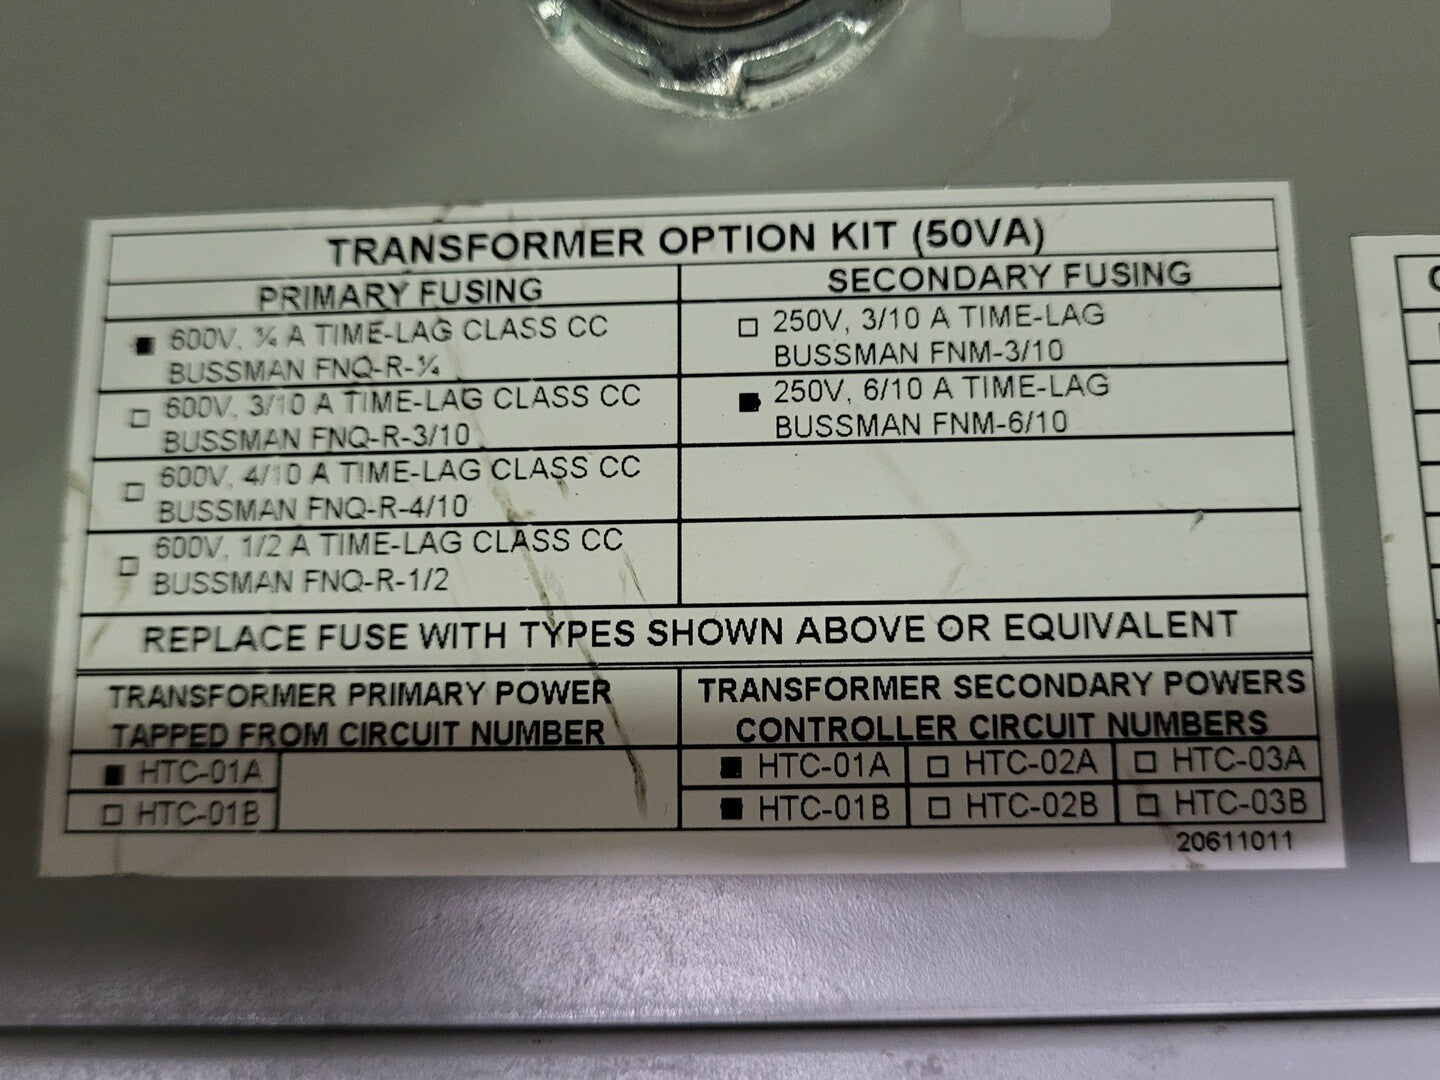 TRANSFORMER OPTION KIT (50VA)
PRIMARY FUSING
SECONDARY FUSING
■ 600V, ¼ A TIME-LAG CLASS CC
BUSSMAN FNQ-R-¼
□ 250V, 3/10 A TIME-LAG
BUSSMAN FNM-3/10
□ 600V, 3/10 A TIME-LAG CLASS CC
BUSSMAN FNQ-R-3/10
■ 250V, 6/10 A TIME-LAG
BUSSMAN FNM-6/10
□ 600V, 4/10 A TIME-LAG CLASS CC
BUSSMAN FNQ-R-4/10
□ 600V, 1/2 A TIME-LAG CLASS CC
BUSSMAN FNQ-R-1/2
REPLACE FUSE WITH TYPES SHOWN ABOVE OR EQUIVALENT
TRANSFORMER PRIMARY POWER
TAPPED FROM CIRCUIT NUMBER
TRANSFORMER SECONDARY POWERS
CONTROLLER CIRCUIT NUMBERS
■ HTC-01A
□ HTC-01B
■ HTC-01A □ HTC-02A □ HTC-03A
■ HTC-01B □ HTC-02B □ HTC-03B
20611011